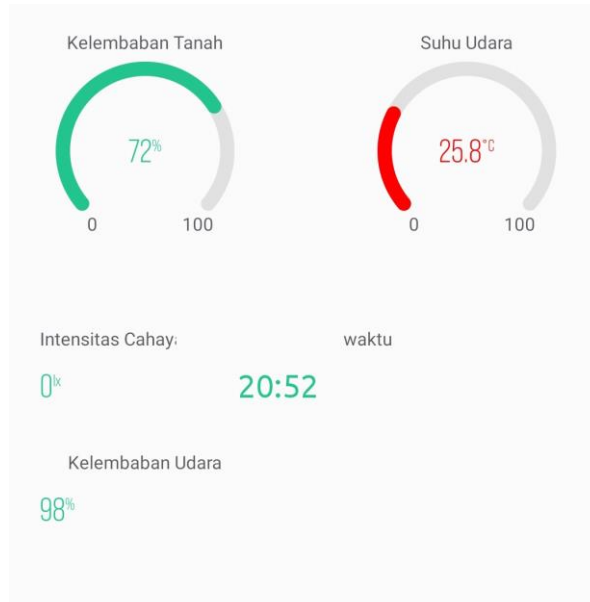 Kelembaban Tanah
Suhu Udara
72%
25.8°C
0 100
0 100
Intensitas Cahaya
waktu
0lx
20:52
Kelembaban Udara
98%